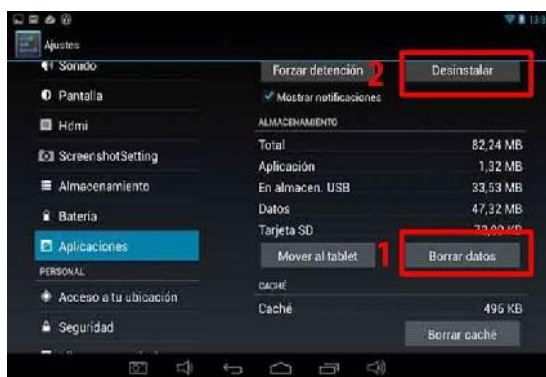 13:3
Ajustes
Sonido
Pantalla
Hdmi
ScreenshotSetting
Almacenamiento
Batería
Aplicaciones
PERSONAL
Acceso a tu ubicación
Seguridad
Forzar detención
2
Desinstalar
Mostrar notificaciones
ALMACENAMIENTO
Total 82,24 MB
Aplicación 1,32 MB
En almacen. USB 33,53 MB
Datos 47,32 MB
Tarjeta SD
Mover al tablet
1
Borrar datos
CACHÉ
Caché 496 KB
Borrar caché